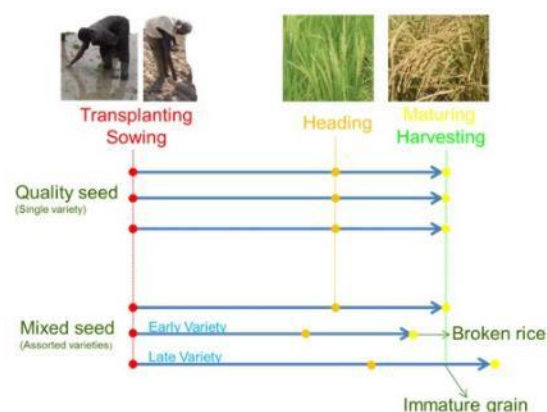 Transplanting
Sowing
Heading
Maturing
Harvesting
Quality seed
(Single variety)
Mixed seed
(Assorted varieties)
Early Variety
Broken rice
Late Variety
Immature grain